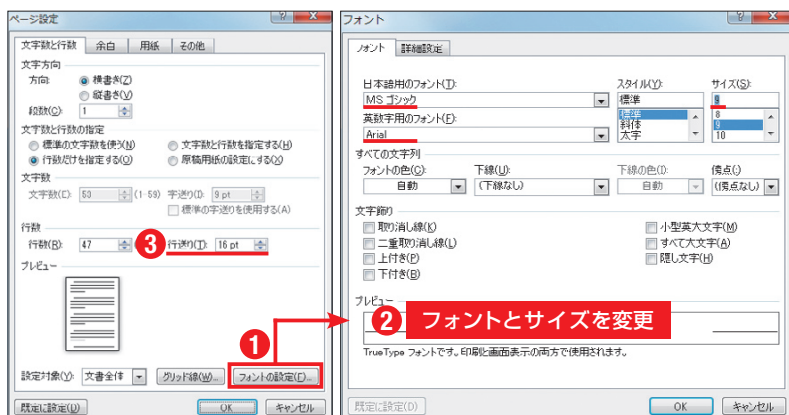 ページ設定
文字数と行数 余白 用紙 その他
文字方向
方向: 横書き(Z)
縦書き(V)
段数(C): 1
文字数と行数の指定
標準の文字数を使う(N) 文字数と行数を指定する(H)
行数だけを指定する(O) 原稿用紙の設定にする(X)
文字数
文字数(E): 53 (1-59) 字送り(I): 9 pt
標準の字送りを使用する(A)
行数
行数(R): 47 3 行送り(T): 16 pt
プレビュー
1
設定対象(Y): 文書全体 グリッド線(W)... フォントの設定(F)...
既定に設定(D) OK キャンセル
フォント
フォント 詳細設定
日本語用のフォント(T): スタイル(Y): サイズ(S):
MS ゴシック 標準 9
英数字用のフォント(F): 標準 8
Arial 斜体 9
太字 10
すべての文字列
フォントの色(C): 下線(U): 下線の色(I): 傍点(:)
自動 (下線なし) 自動 (傍点なし)
文字飾り
取り消し線(K) 小型英大文字(M)
二重取り消し線(L) すべて大文字(A)
上付き(P) 隠し文字(H)
下付き(B)
プレビュー
2 フォントとサイズを変更
TrueType フォントです。印刷と画面表示の両方で使用されます。
既定に設定(D) OK キャンセル